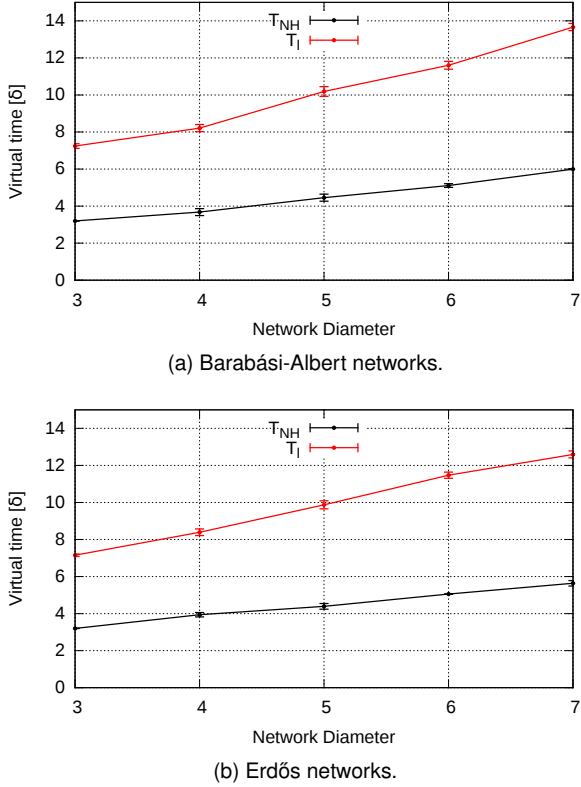 14
12
10
8
6
4
2
0
Virtual time [δ]
T_NH
T_I
3 4 5 6 7
Network Diameter
(a) Barabási-Albert networks.
14
12
10
8
6
4
2
0
Virtual time [δ]
T_NH
T_I
3 4 5 6 7
Network Diameter
(b) Erdős networks.